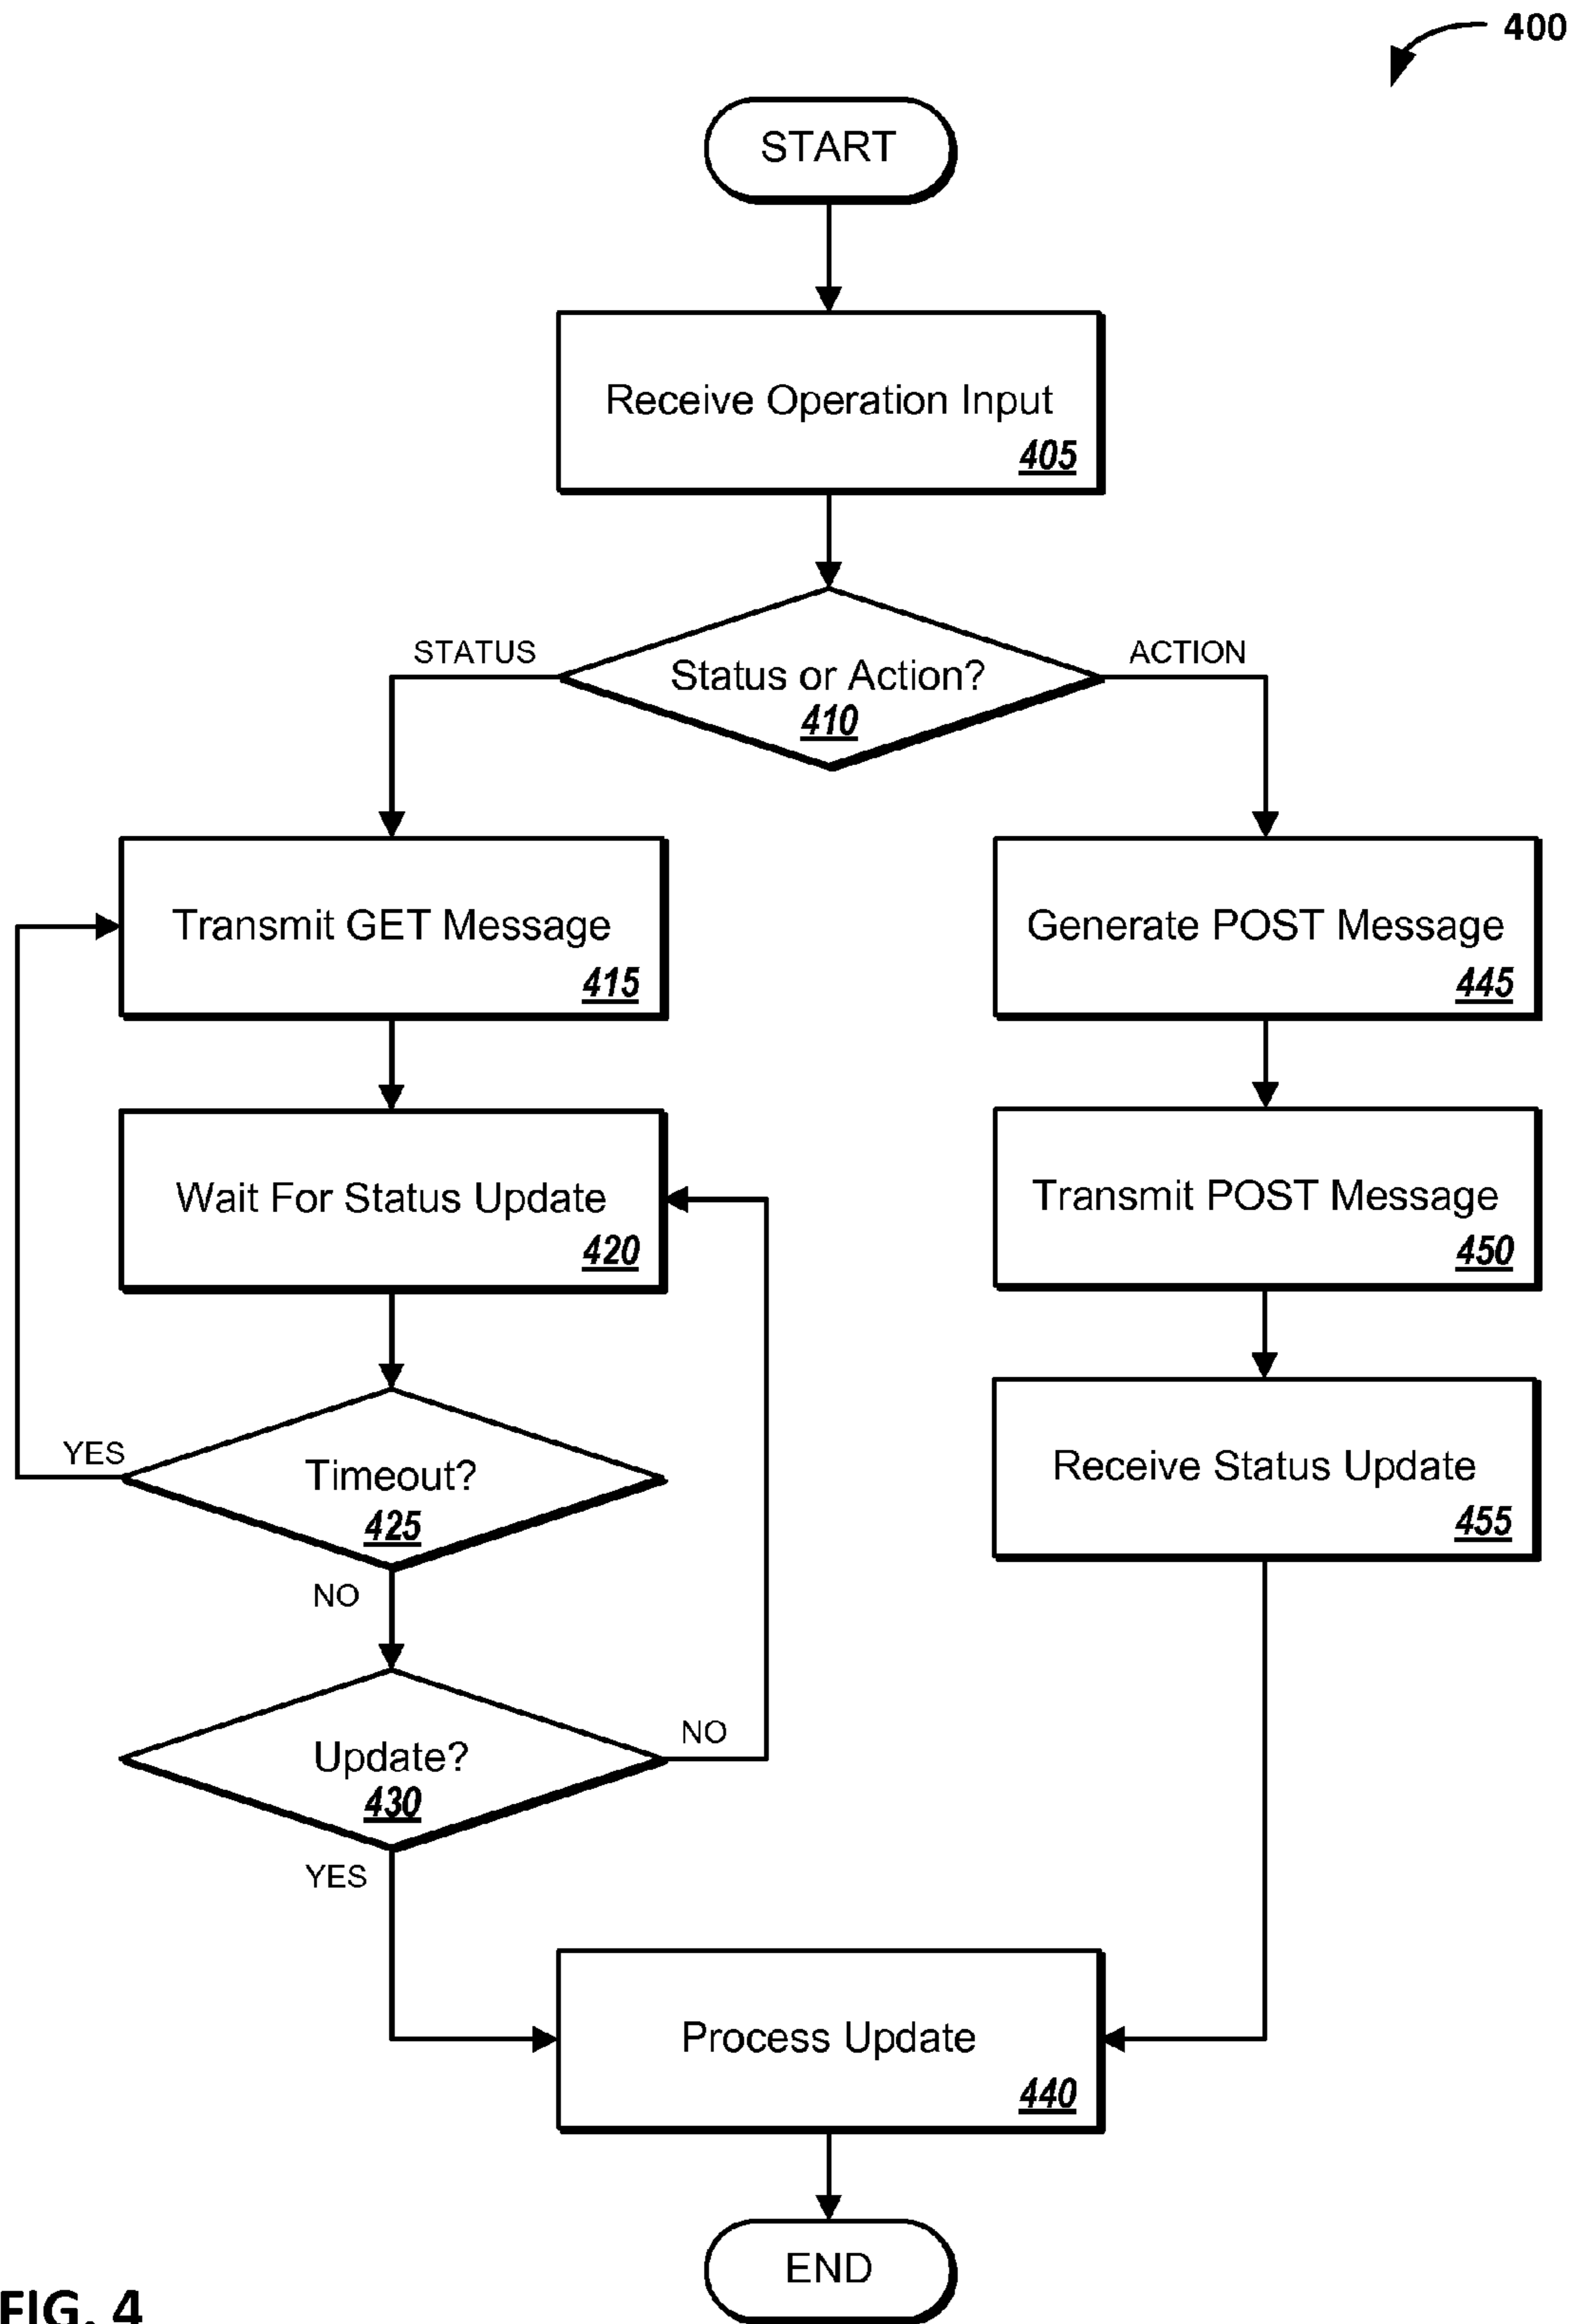 400
START
Receive Operation Input
405
STATUS
ACTION
Status or Action?
410
Transmit GET Message
415
Generate POST Message
445
Wait For Status Update
420
Transmit POST Message
450
YES
Timeout?
425
NO
Receive Status Update
455
Update?
430
NO
YES
Process Update
440
END
FIG. 4